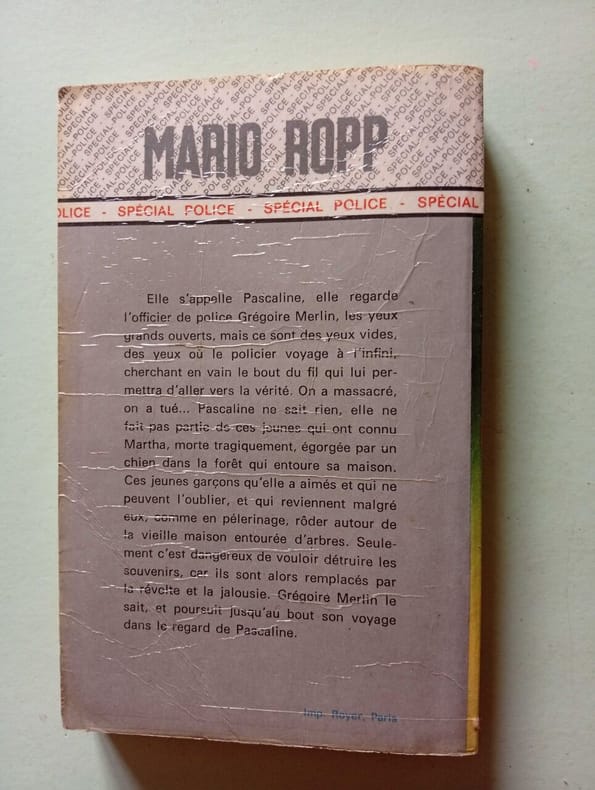 MARIO ROPP
OLICE - SPÉCIAL POLICE - SPÉCIAL POLICE - SPÉCIAL
Elle s'appelle Pascaline, elle regarde
l'officier de police Grégoire Merlin, les yeux
grands ouverts, mais ce sont des yeux vides,
des yeux où le policier voyage à l'infini,
cherchant en vain le bout du fil qui lui per-
mettra d'aller vers la vérité. On a massacré,
on a tué... Pascaline ne sait rien, elle ne
fait pas partie de ces jeunes qui ont connu
Martha, morte tragiquement, égorgée par un
chien dans la forêt qui entoure sa maison.
Ces jeunes garçons qu'elle a aimés et qui ne
peuvent l'oublier, et qui reviennent malgré
eux, comme en pélerinage, rôder autour de
la vieille maison entourée d'arbres. Seule-
ment c'est dangereux de vouloir détruire les
souvenirs, car ils sont alors remplacés par
la révolte et la jalousie. Grégoire Merlin le
sait, et poursuit jusqu'au bout son voyage
dans le regard de Pascaline.
Imp. Royer, Paris